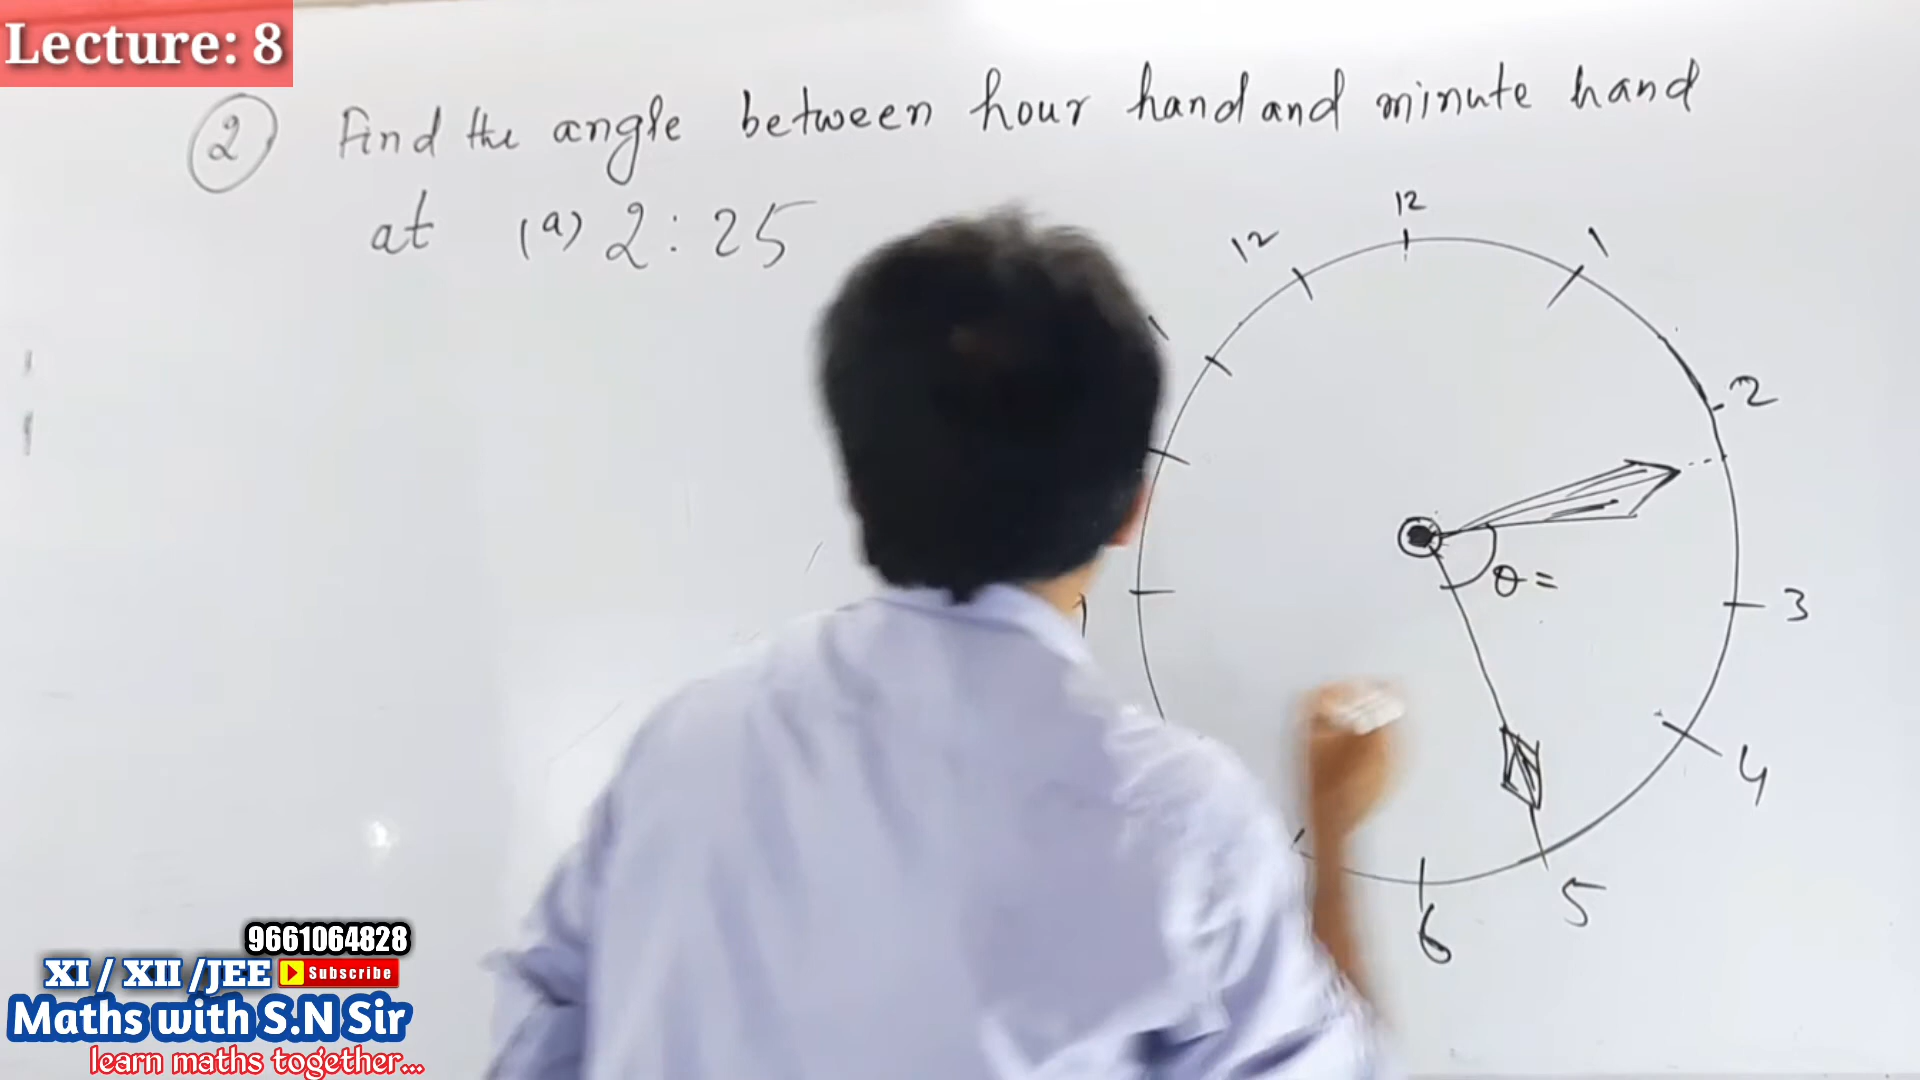 Lecture: 8
2 Find the angle between hour hand and minute hand
at (a) 2:25
12
12
1
2
θ =
3
4
5
6
9661064828
XI / XII /JEE Subscribe
Maths with S.N Sir
learn maths together...